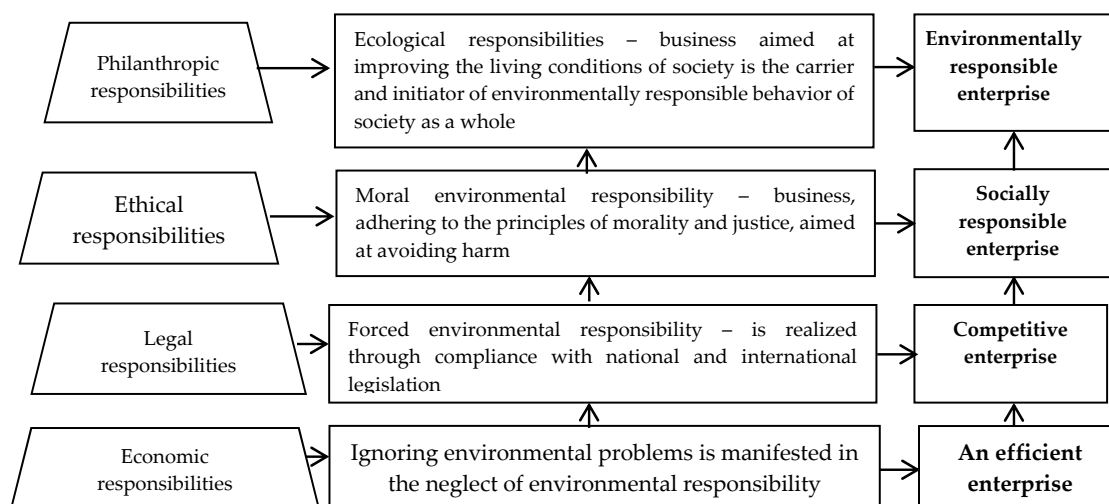 Philanthropic
responsibilities
Ecological responsibilities – business aimed at
improving the living conditions of society is the carrier
and initiator of environmentally responsible behavior of
society as a whole
Environmentally
responsible
enterprise
Ethical
responsibilities
Moral environmental responsibility – business,
adhering to the principles of morality and justice, aimed
at avoiding harm
Socially
responsible
enterprise
Legal
responsibilities
Forced environmental responsibility – is realized
through compliance with national and international
legislation
Competitive
enterprise
Economic
responsibilities
Ignoring environmental problems is manifested in
the neglect of environmental responsibility
An efficient
enterprise